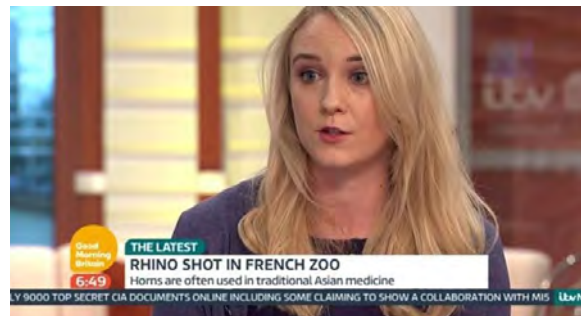 itv
Good
Morning
Britain
THE LATEST
RHINO SHOT IN FRENCH ZOO
6:49
Horns are often used in traditional Asian medicine
LY 9000 TOP SECRET CIA DOCUMENTS ONLINE INCLUDING SOME CLAIMING TO SHOW A COLLABORATION WITH MI5
itv